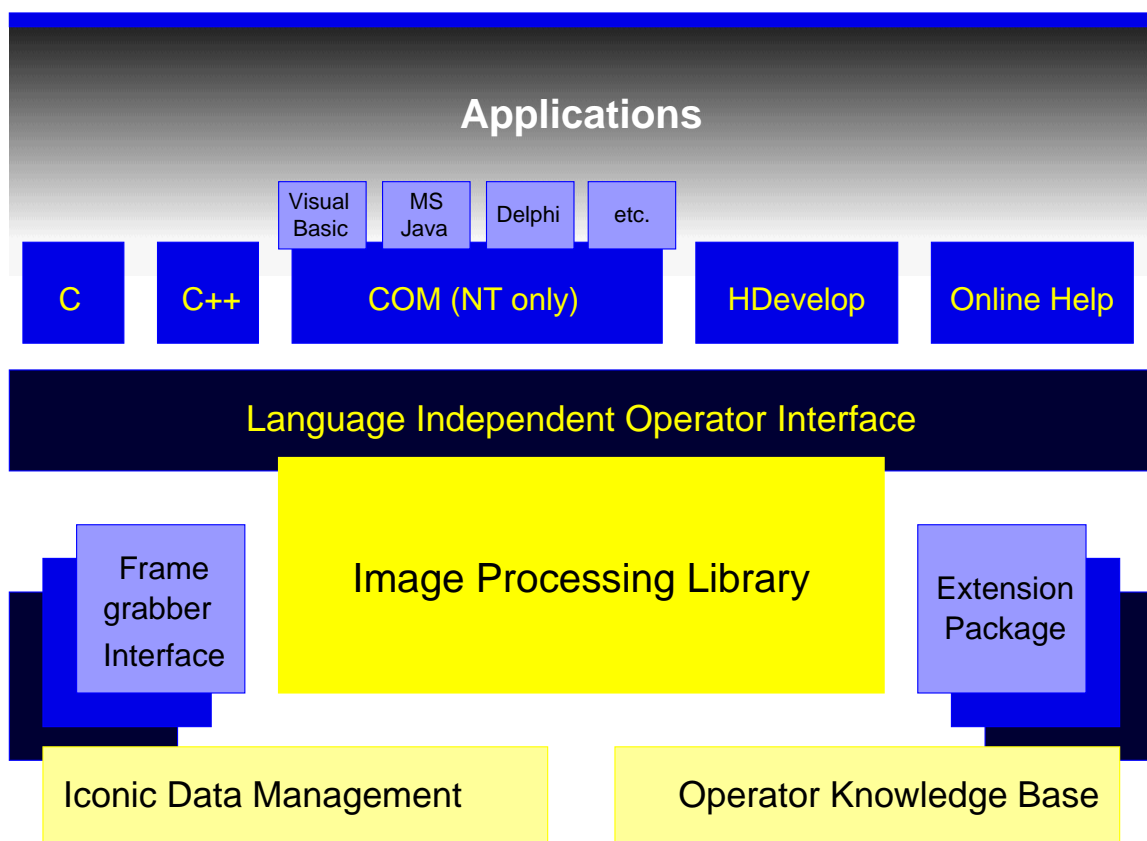 Applications
Visual
Basic
MS
Java
Delphi
etc.
C
C++
COM (NT only)
HDevelop
Online Help
Language Independent Operator Interface
Frame
grabber
Interface
Image Processing Library
Extension
Package
Iconic Data Management
Operator Knowledge Base